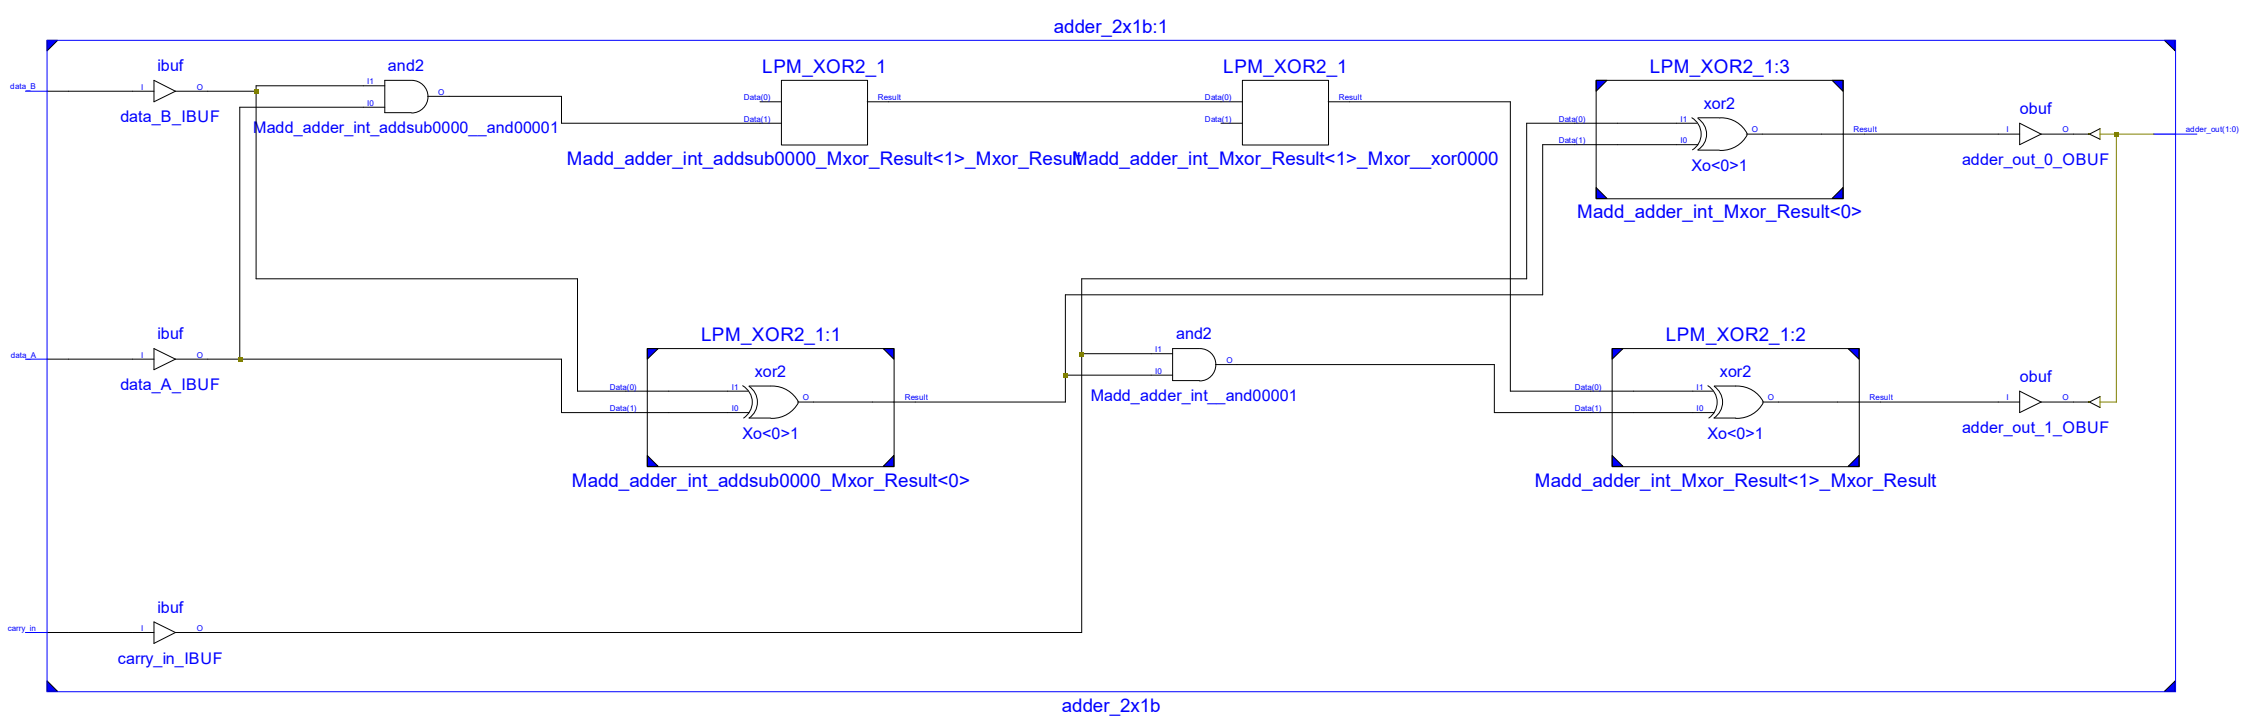 adder_2x1b:1
ibuf
and2
LPM_XOR2_1
LPM_XOR2_1
LPM_XOR2_1:3
data_B
I
O
data_B_IBUF
I1
I0
O
Madd_adder_int_addsub0000__and00001
Data(0)
Data(1)
Result
Madd_adder_int_addsub0000_Mxor_Result<1>_Mxor_Result
Data(0)
Data(1)
Result
Madd_adder_int_Mxor_Result<1>_Mxor__xor0000
xor2
Data(0)
Data(1)
I1
I0
O
Result
Xo<0>1
Madd_adder_int_Mxor_Result<0>
obuf
I
O
adder_out_0_OBUF
adder_out(1:0)
ibuf
data_A
I
O
data_A_IBUF
LPM_XOR2_1:1
xor2
Data(0)
Data(1)
I1
I0
O
Result
Xo<0>1
Madd_adder_int_addsub0000_Mxor_Result<0>
and2
I1
I0
O
Madd_adder_int__and00001
LPM_XOR2_1:2
xor2
Data(0)
Data(1)
I1
I0
O
Result
Xo<0>1
Madd_adder_int_Mxor_Result<1>_Mxor_Result
obuf
I
O
adder_out_1_OBUF
ibuf
carry_in
I
O
carry_in_IBUF
adder_2x1b